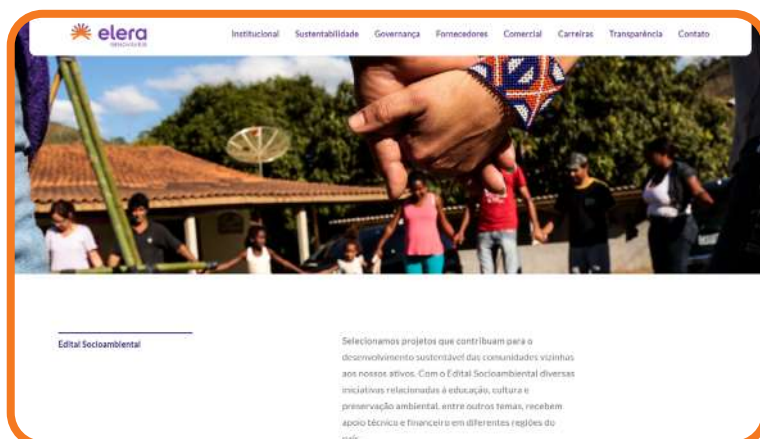 elera
RENOVÁVEIS
Institucional Sustentabilidade Governança Fornecedores Comercial Carreiras Transparência Contato
Edital Socioambiental
Selecionamos projetos que contribuam para o
desenvolvimento sustentável das comunidades vizinhas
aos nossos ativos. Com o Edital Socioambiental diversas
iniciativas relacionadas à educação, cultura e
preservação ambiental, entre outros temas, recebem
apoio técnico e financeiro em diferentes regiões do
país.